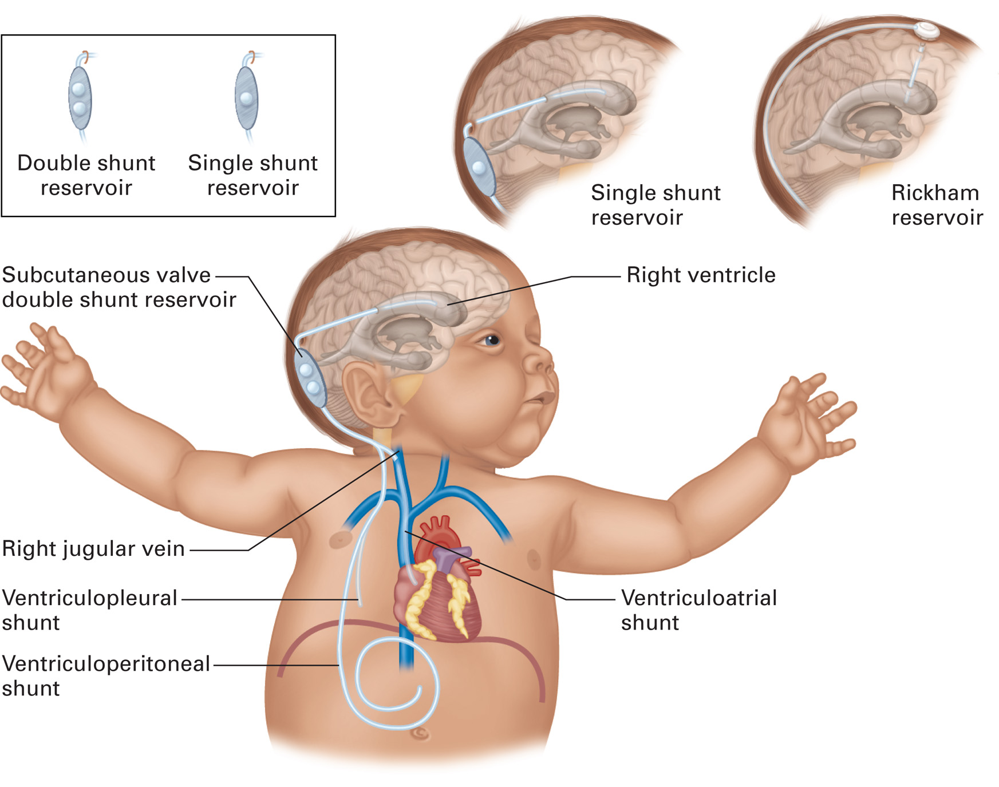 Double shunt
reservoir
Single shunt
reservoir
Single shunt
reservoir
Rickham
reservoir
Subcutaneous valve
double shunt reservoir
Right ventricle
Right jugular vein
Ventriculopleural
shunt
Ventriculoatrial
shunt
Ventriculoperitoneal
shunt